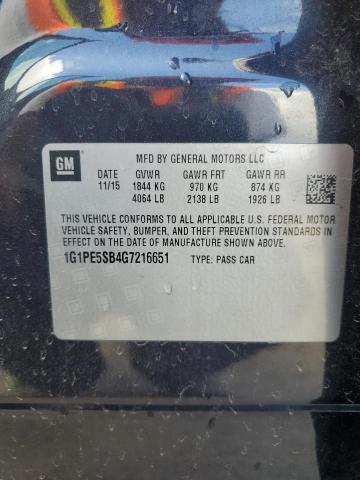 GM
MFD BY GENERAL MOTORS LLC
DATE GVWR GAWR FRT GAWR RR
11/15 1844 KG 970 KG 874 KG
4064 LB 2138 LB 1926 LB
THIS VEHICLE CONFORMS TO ALL APPLICABLE U.S. FEDERAL MOTOR
VEHICLE SAFETY, BUMPER, AND THEFT PREVENTION STANDARDS
IN EFFECT ON THE DATE OF MANUFACTURE SHOWN ABOVE.
1G1PE5SB4G7216651 TYPE: PASS CAR